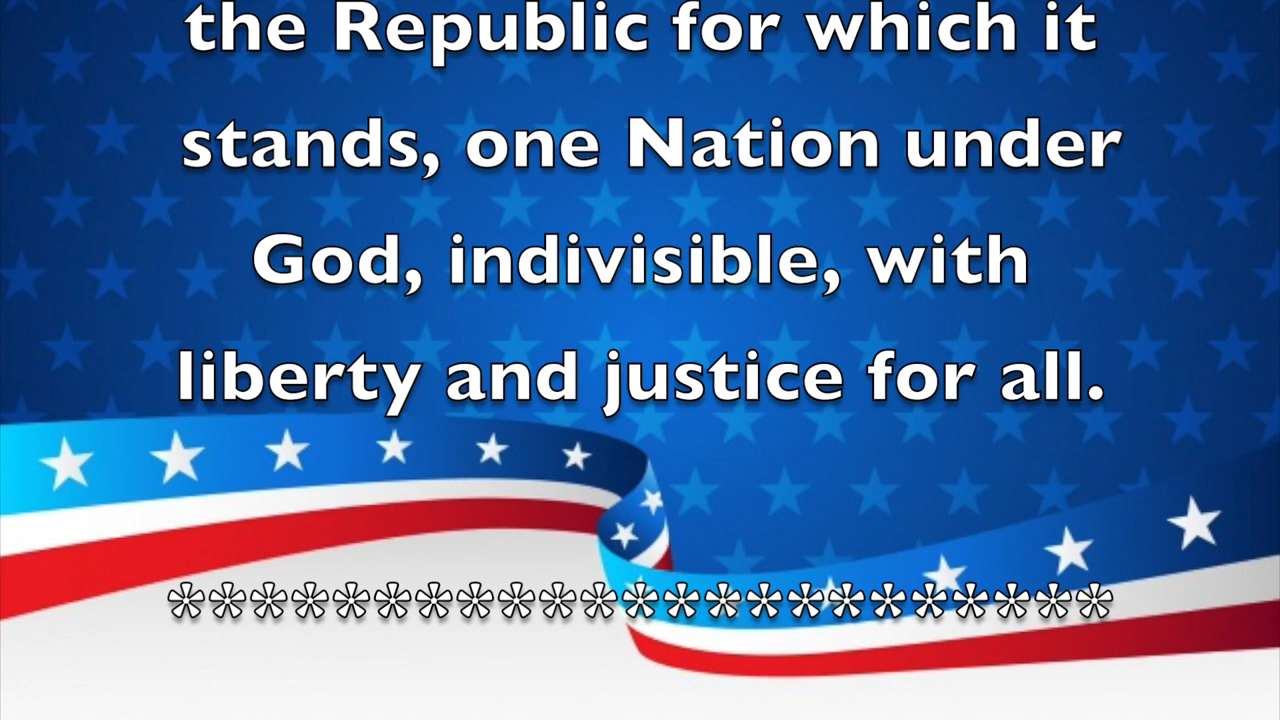 the Republic for which it
stands, one Nation under
God, indivisible, with
liberty and justice for all.
***********************